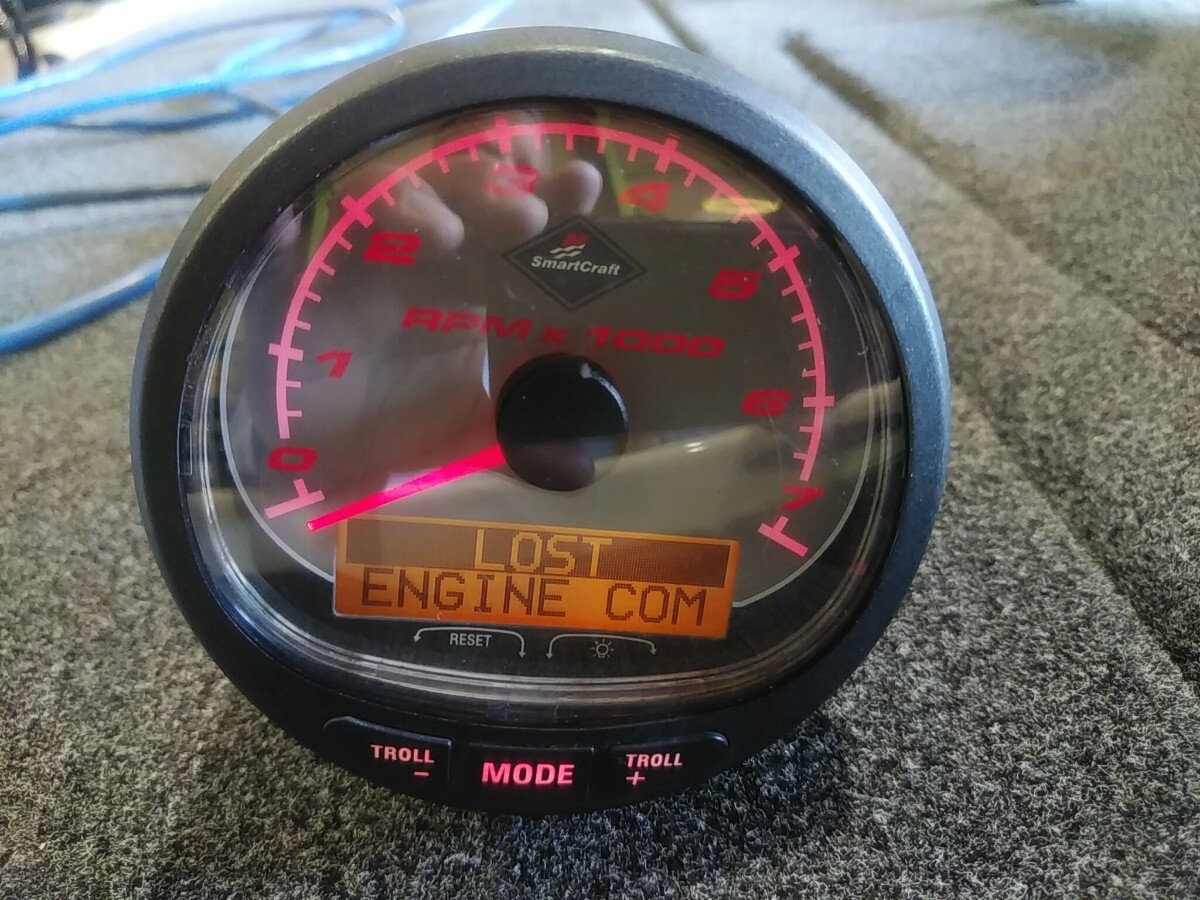 3
4
2
SmartCraft
5
RPM x 1000
1
6
0
7
LOST
ENGINE COM
RESET
TROLL
-
MODE
TROLL
+